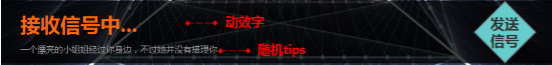 接收信号中...
动效字
一个漂亮的小姐姐经过你身边，不过她并没有搭理你
随机tips
发送
信号